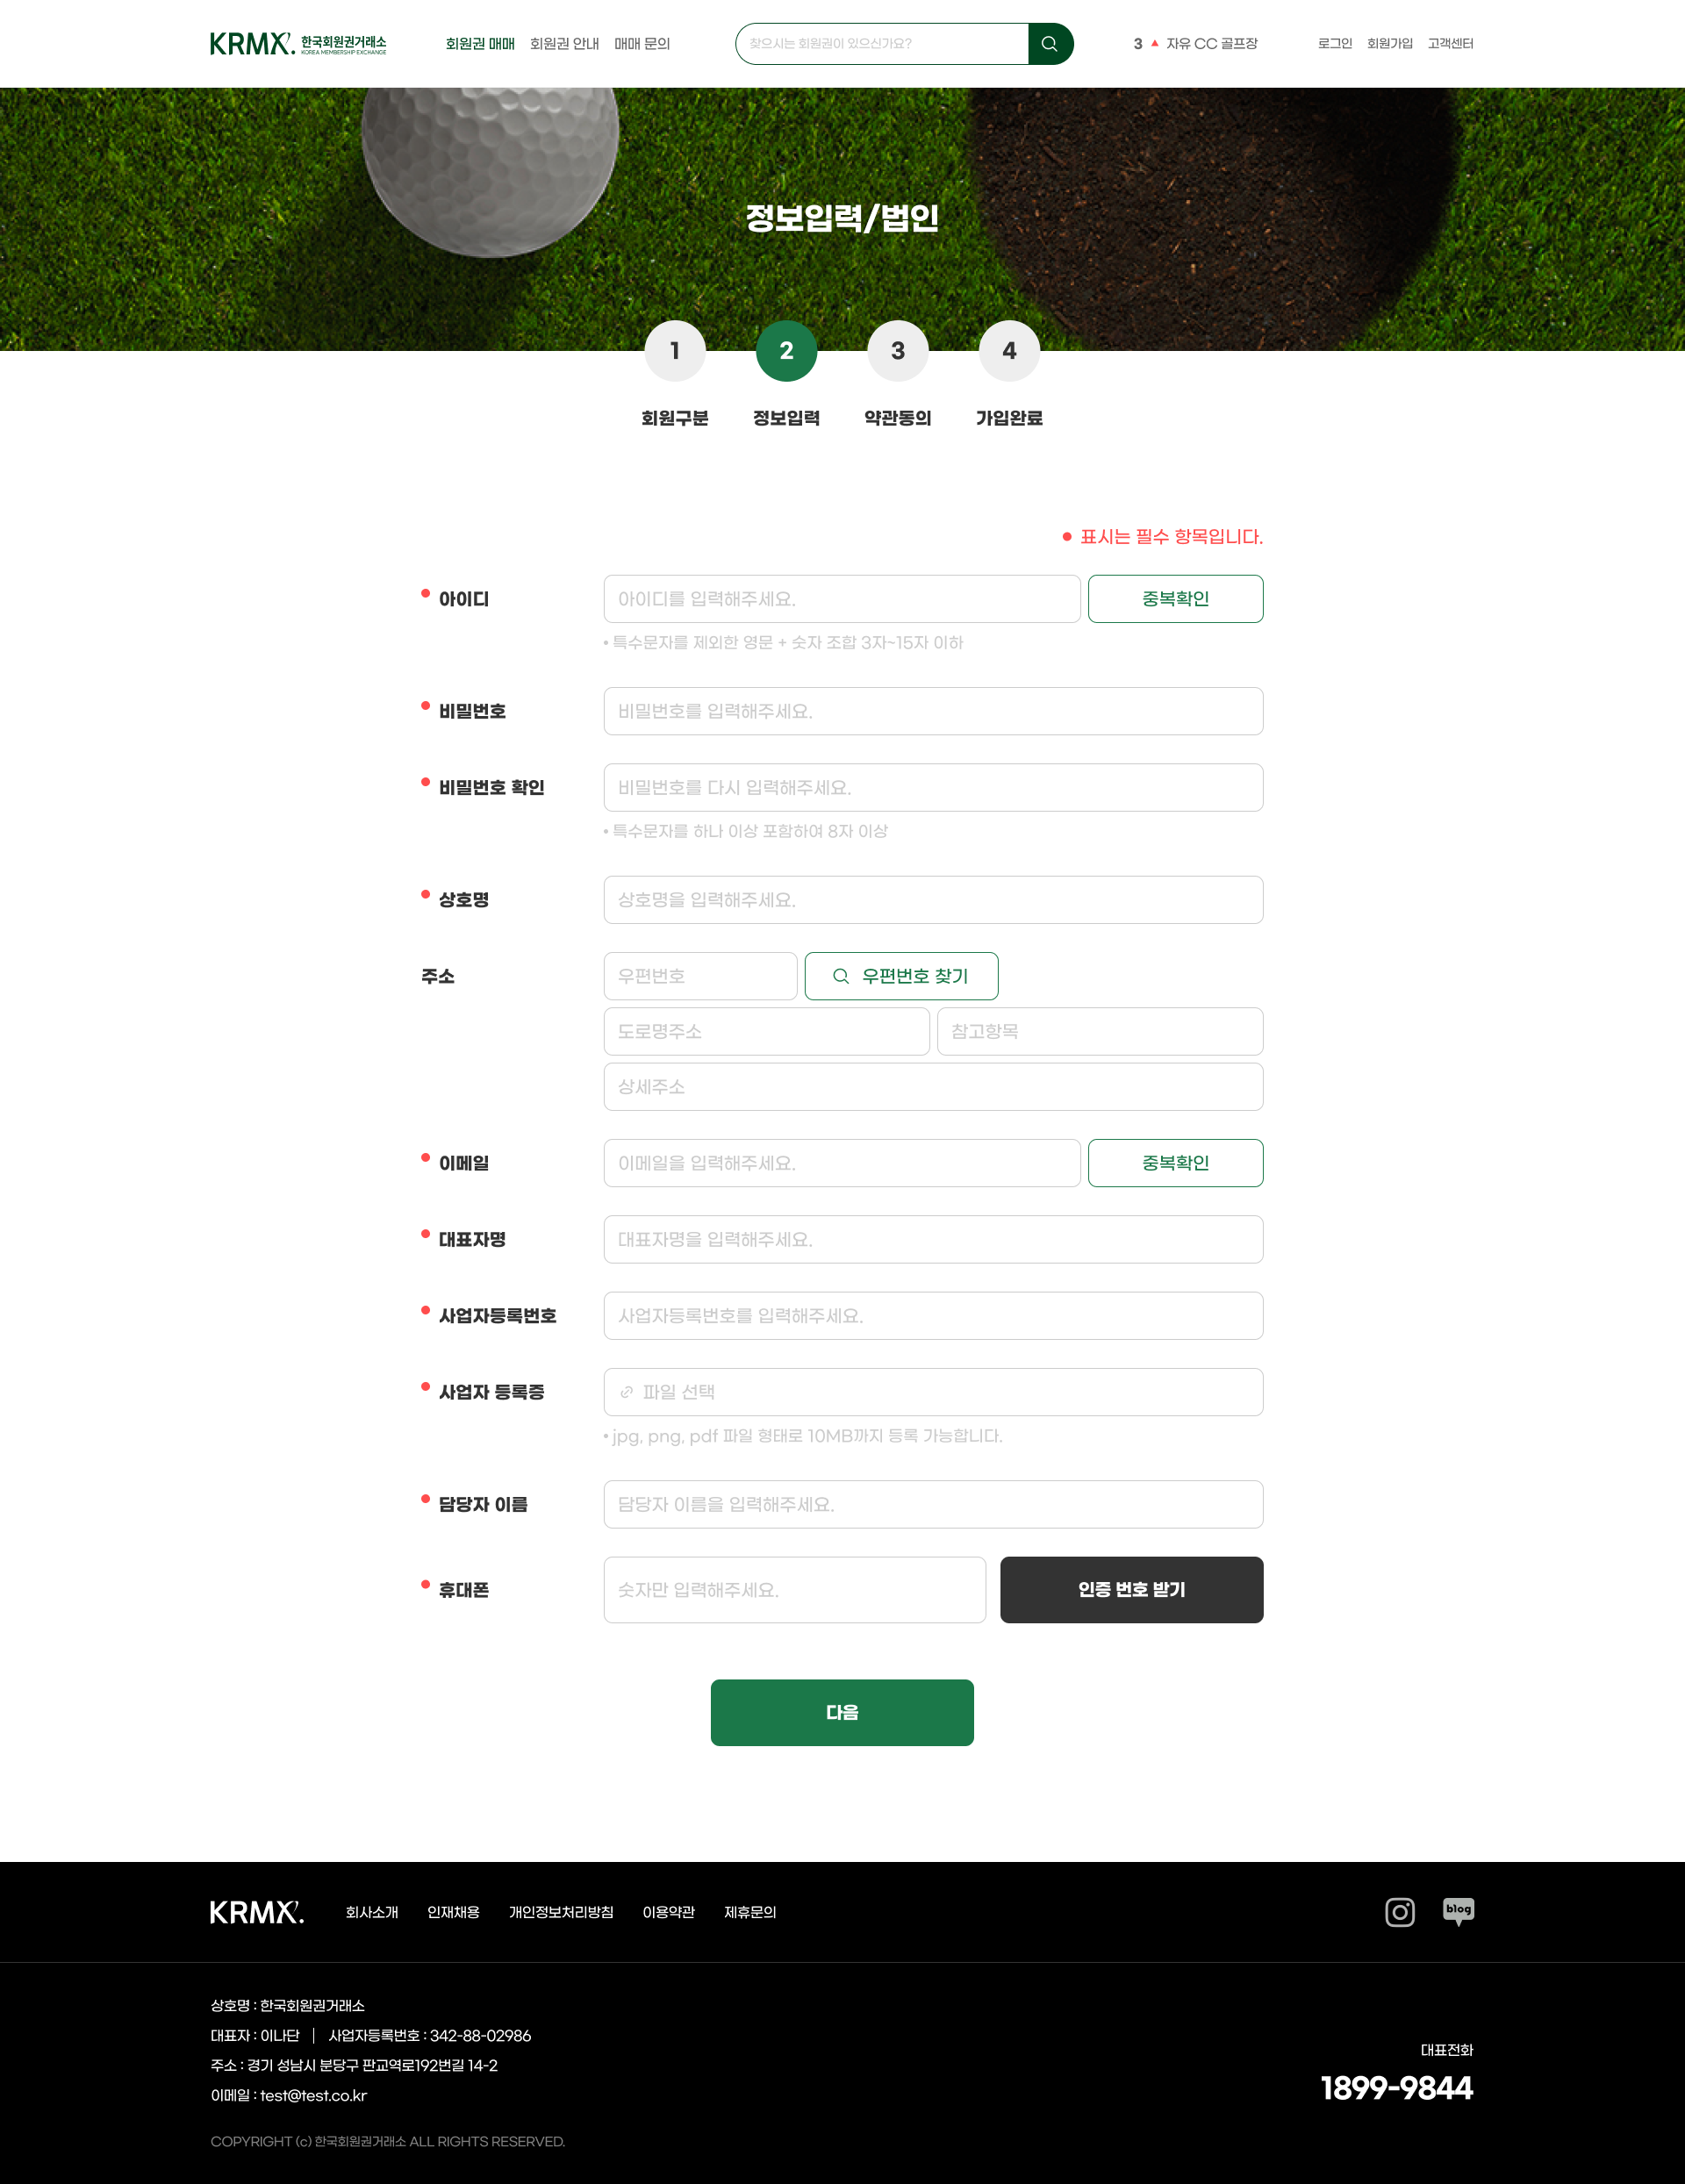 KRMX. 한국회원권거래소 KOREA MEMBERSHIP EXCHANGE
회원권 매매 회원권 안내 매매 문의
찾으시는 회원권이 있으신가요?
3 자유 CC 골프장
로그인 회원가입 고객센터
정보입력/법인
1 2 3 4
회원구분 정보입력 약관동의 가입완료
표시는 필수 항목입니다.
아이디 아이디를 입력해주세요. 중복확인
• 특수문자를 제외한 영문 + 숫자 조합 3자~15자 이하
비밀번호 비밀번호를 입력해주세요.
비밀번호 확인 비밀번호를 다시 입력해주세요.
• 특수문자를 하나 이상 포함하여 8자 이상
상호명 상호명을 입력해주세요.
주소 우편번호 우편번호 찾기
도로명주소 참고항목
상세주소
이메일 이메일을 입력해주세요. 중복확인
대표자명 대표자명을 입력해주세요.
사업자등록번호 사업자등록번호를 입력해주세요.
사업자 등록증 파일 선택
• jpg, png, pdf 파일 형태로 10MB까지 등록 가능합니다.
담당자 이름 담당자 이름을 입력해주세요.
휴대폰 숫자만 입력해주세요. 인증 번호 받기
다음
KRMX. 회사소개 인재채용 개인정보처리방침 이용약관 제휴문의 blog
상호명 : 한국회원권거래소
대표자 : 이나단 | 사업자등록번호 : 342-88-02986
주소 : 경기 성남시 분당구 판교역로192번길 14-2
이메일 : test@test.co.kr
대표전화
1899-9844
COPYRIGHT (c) 한국회원권거래소 ALL RIGHTS RESERVED.